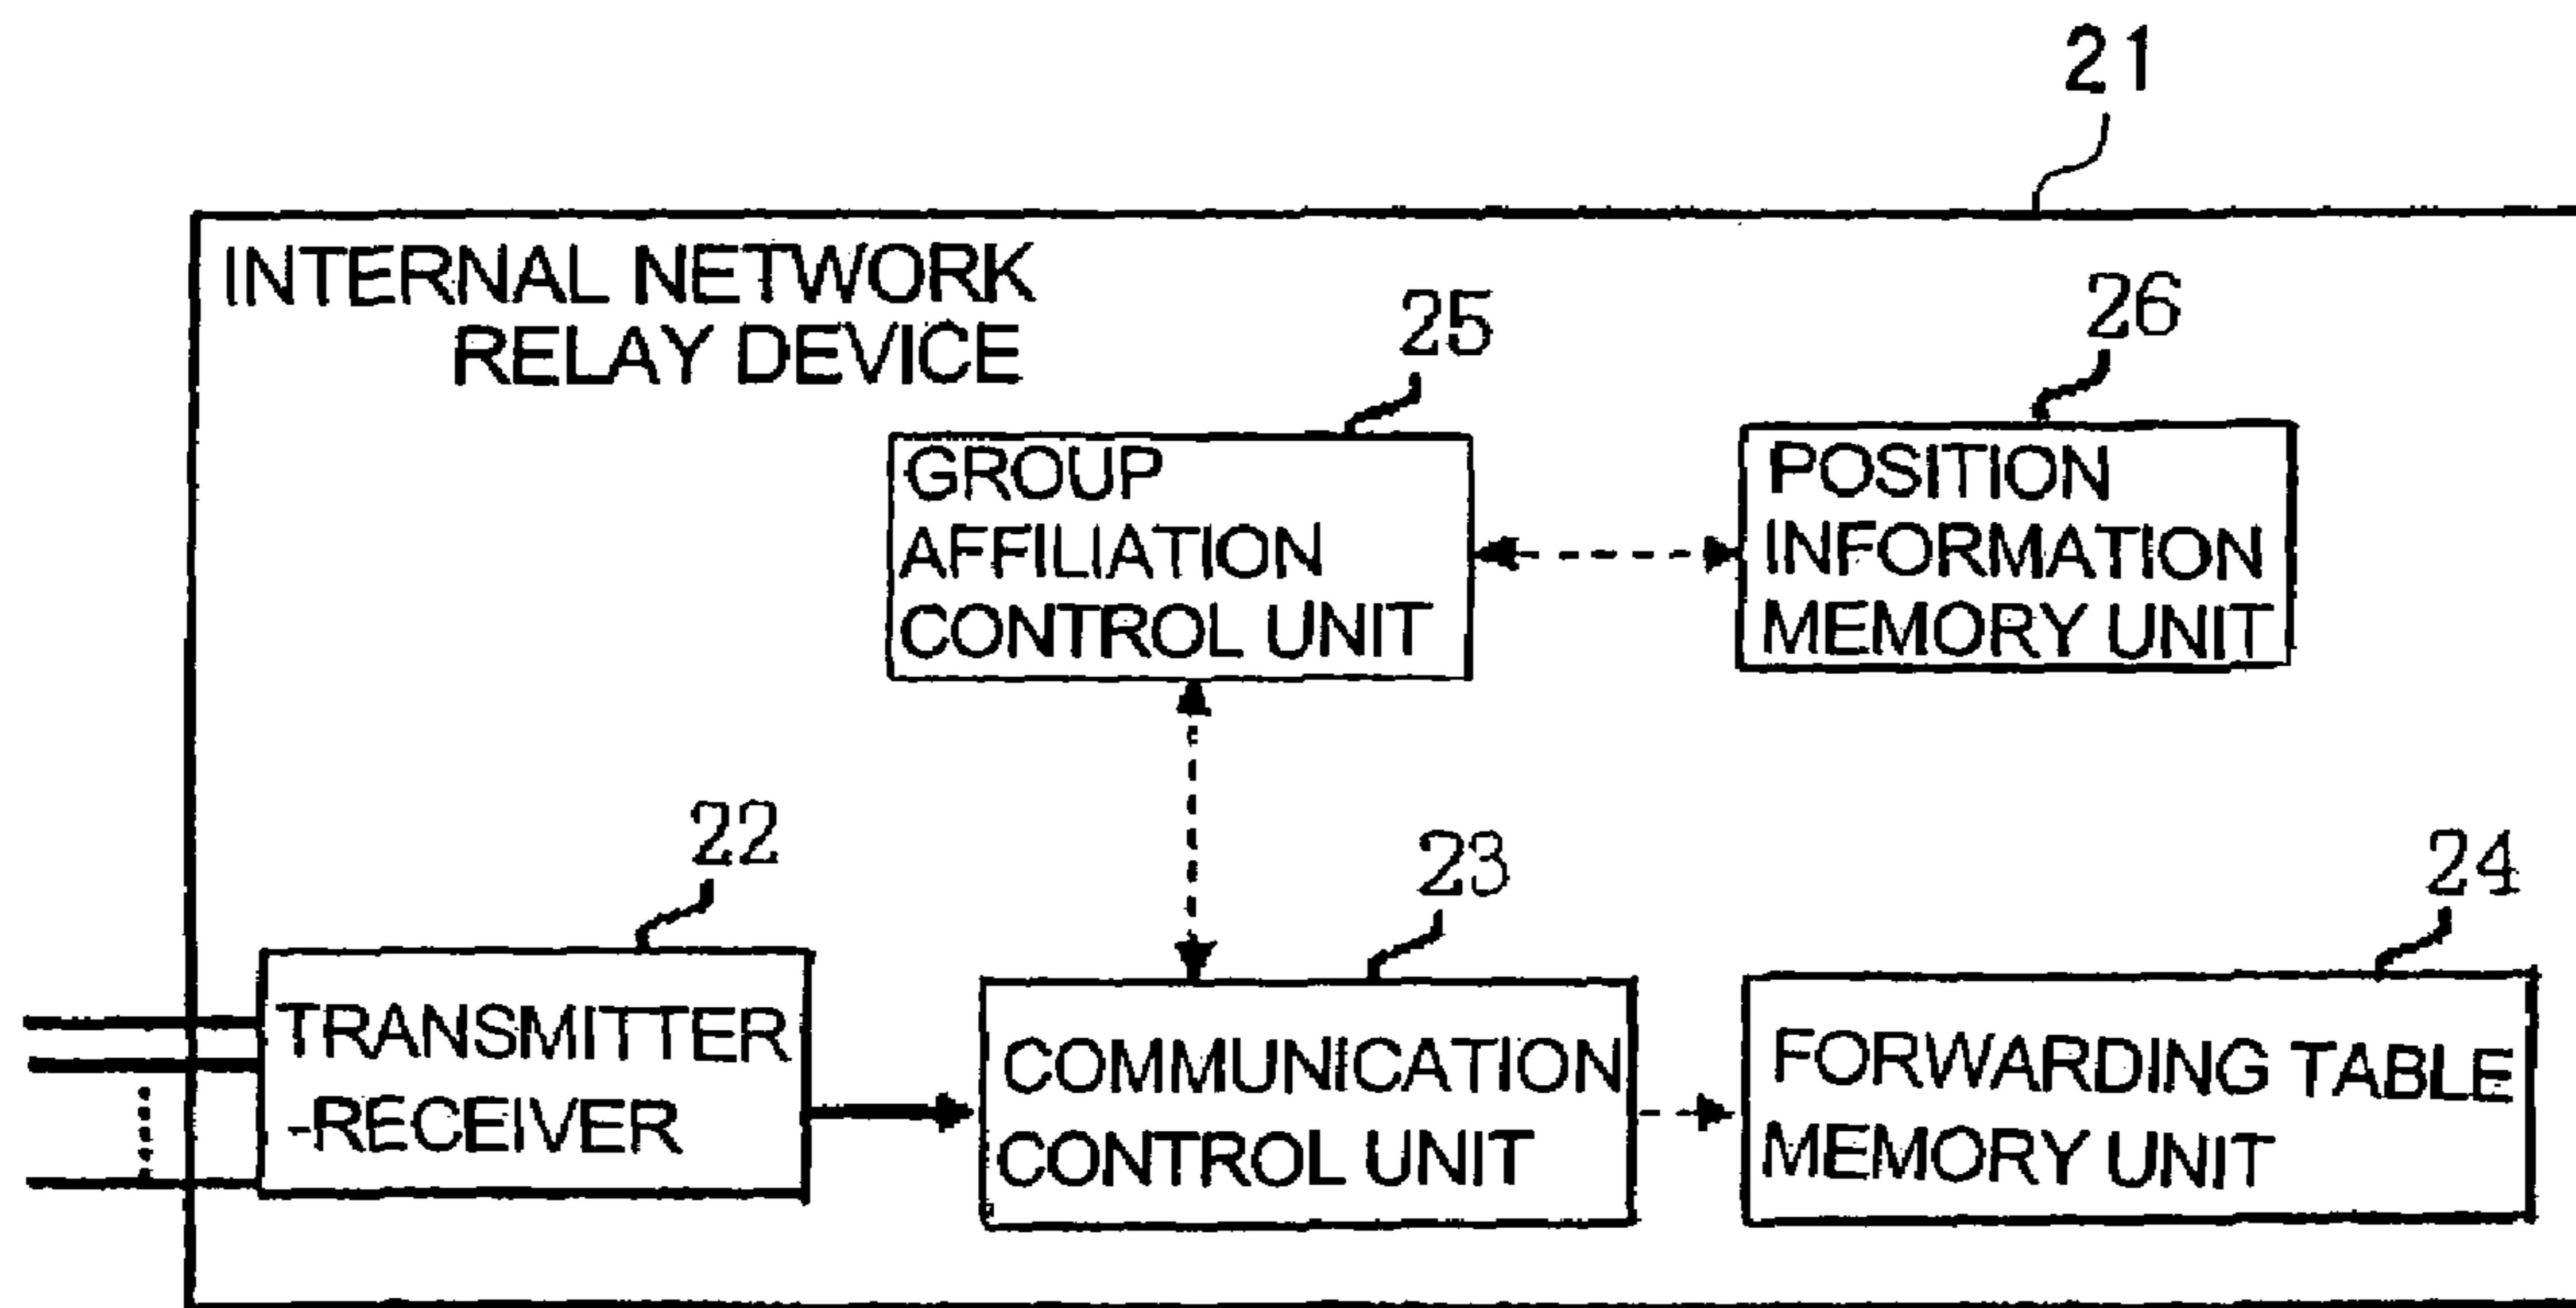 21
INTERNAL NETWORK
RELAY DEVICE
25
26
GROUP
AFFILIATION
CONTROL UNIT
POSITION
INFORMATION
MEMORY UNIT
22
23
24
TRANSMITTER
-RECEIVER
COMMUNICATION
CONTROL UNIT
FORWARDING TABLE
MEMORY UNIT